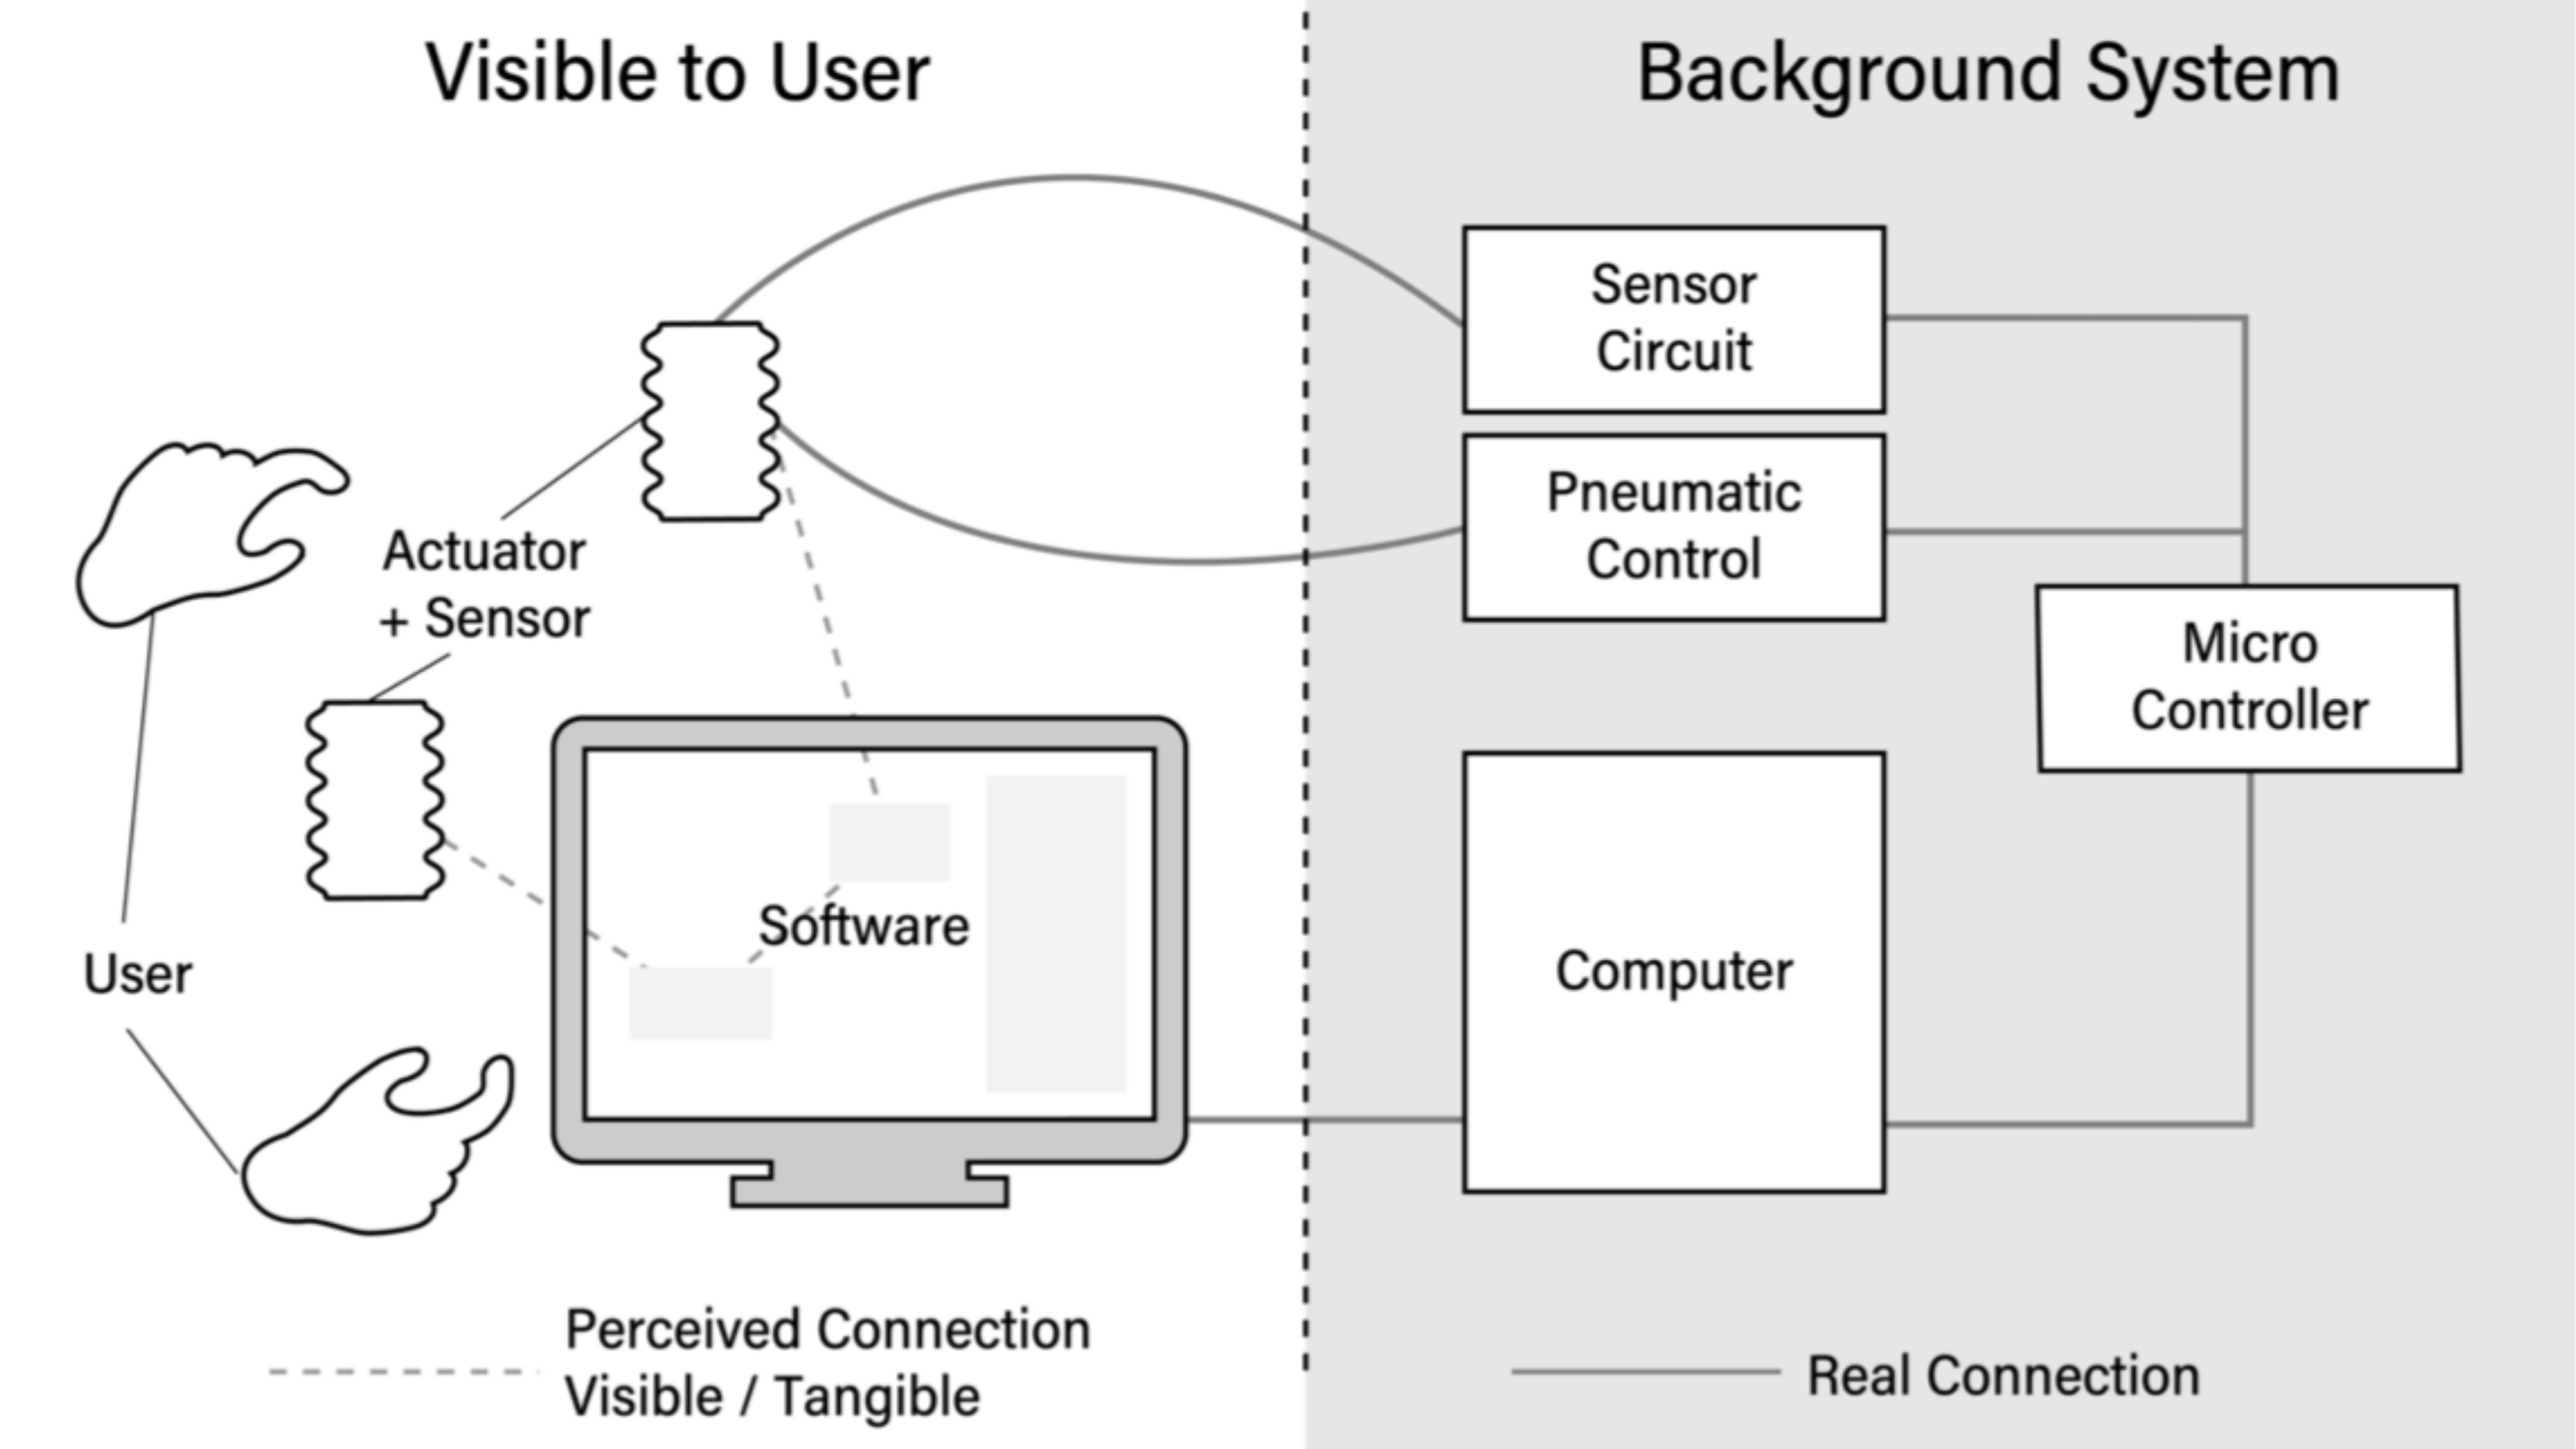 Visible to User
Background System
Sensor
Circuit
Pneumatic
Control
Actuator
+ Sensor
Micro
Controller
Software
User
Computer
Perceived Connection
Visible / Tangible
Real Connection